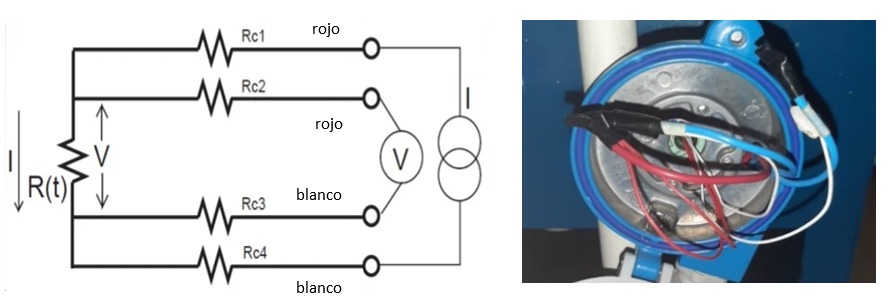 Rc1
rojo
Rc2
rojo
I
I
V
V
R(t)
blanco
Rc3
Rc4
blanco